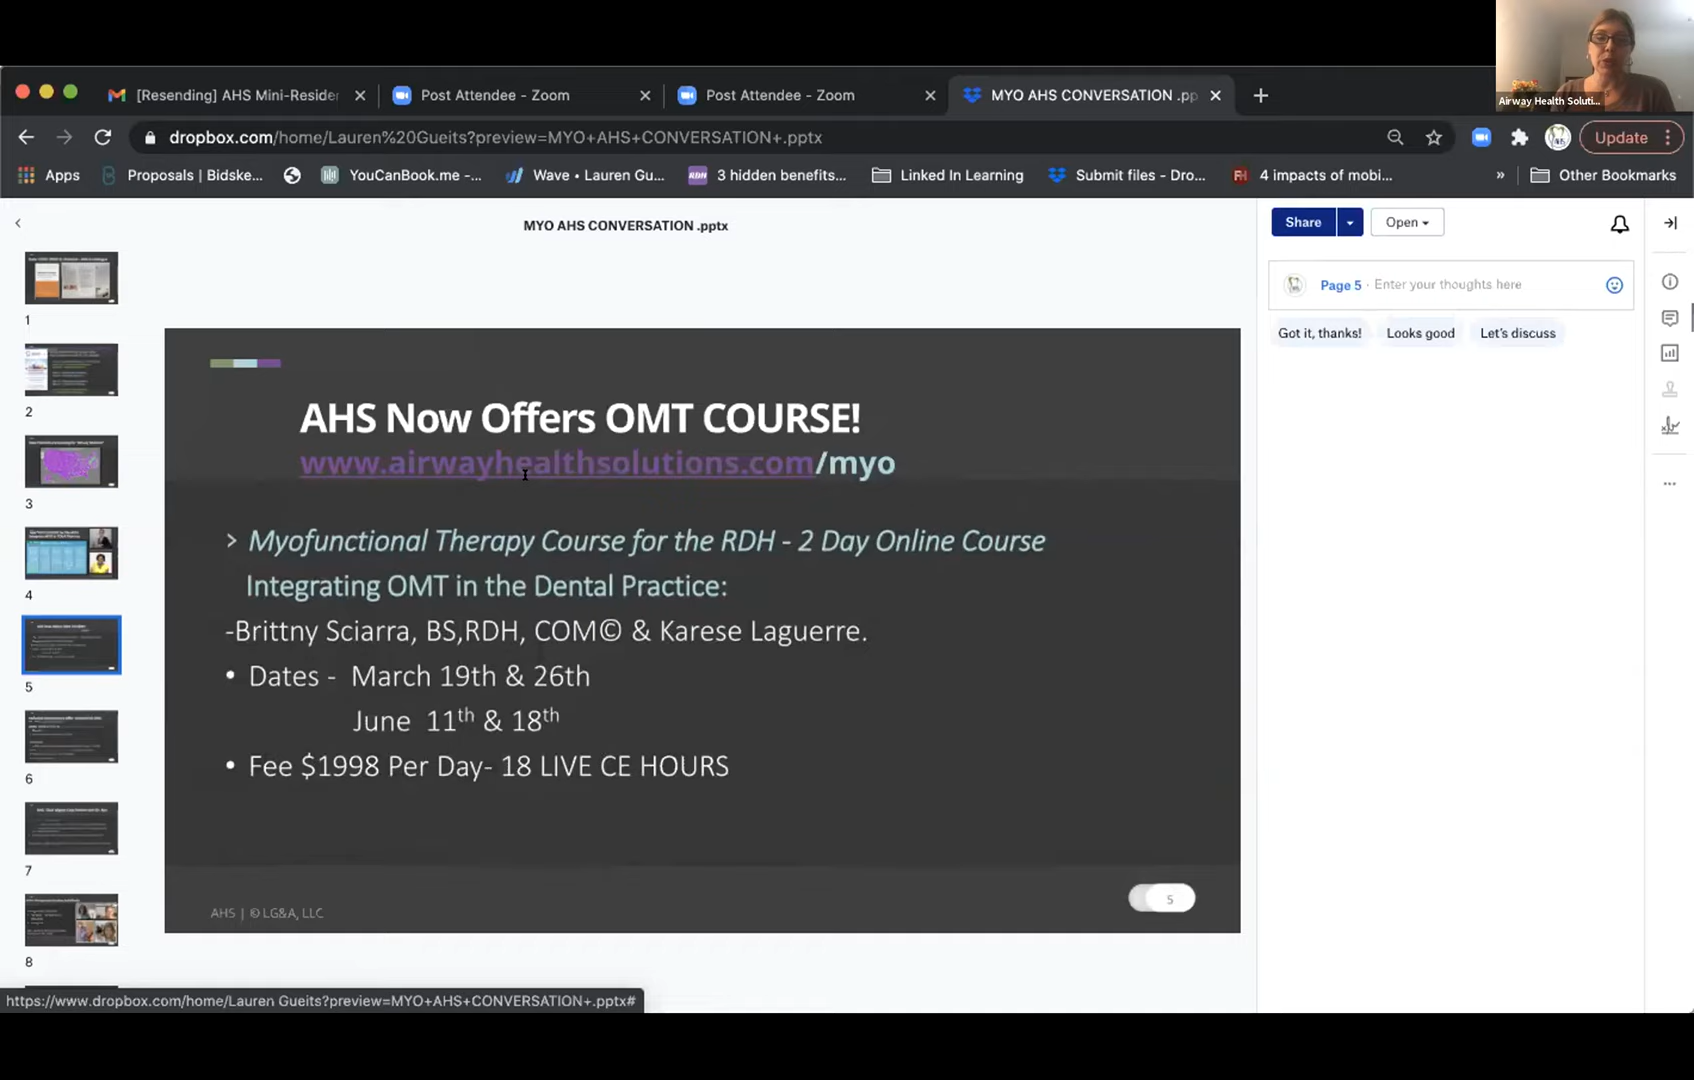 Airway Health Soluti...
[Resending] AHS Mini-Reside
Post Attendee - Zoom
Post Attendee - Zoom
MYO AHS CONVERSATION .pp
dropbox.com/home/Lauren%20Gueits?preview=MYO+AHS+CONVERSATION+.pptx
Update
Apps
Proposals | Bidske...
YouCanBook.me -...
Wave • Lauren Gu...
RDH
3 hidden benefits...
Linked In Learning
Submit files - Dro...
4 impacts of mobi...
»
Other Bookmarks
MYO AHS CONVERSATION .pptx
Share
Open
Page 5 · Enter your thoughts here
Got it, thanks!
Looks good
Let's discuss
1
2
3
4
5
6
7
8
AHS Now Offers OMT COURSE!
www.airwayhealthsolutions.com/myo
> Myofunctional Therapy Course for the RDH - 2 Day Online Course
Integrating OMT in the Dental Practice:
-Brittny Sciarra, BS,RDH, COM© & Karese Laguerre.
• Dates - March 19th & 26th
June 11th & 18th
• Fee $1998 Per Day- 18 LIVE CE HOURS
AHS | © LG&A, LLC
5
https://www.dropbox.com/home/Lauren Gueits?preview=MYO+AHS+CONVERSATION+.pptx#